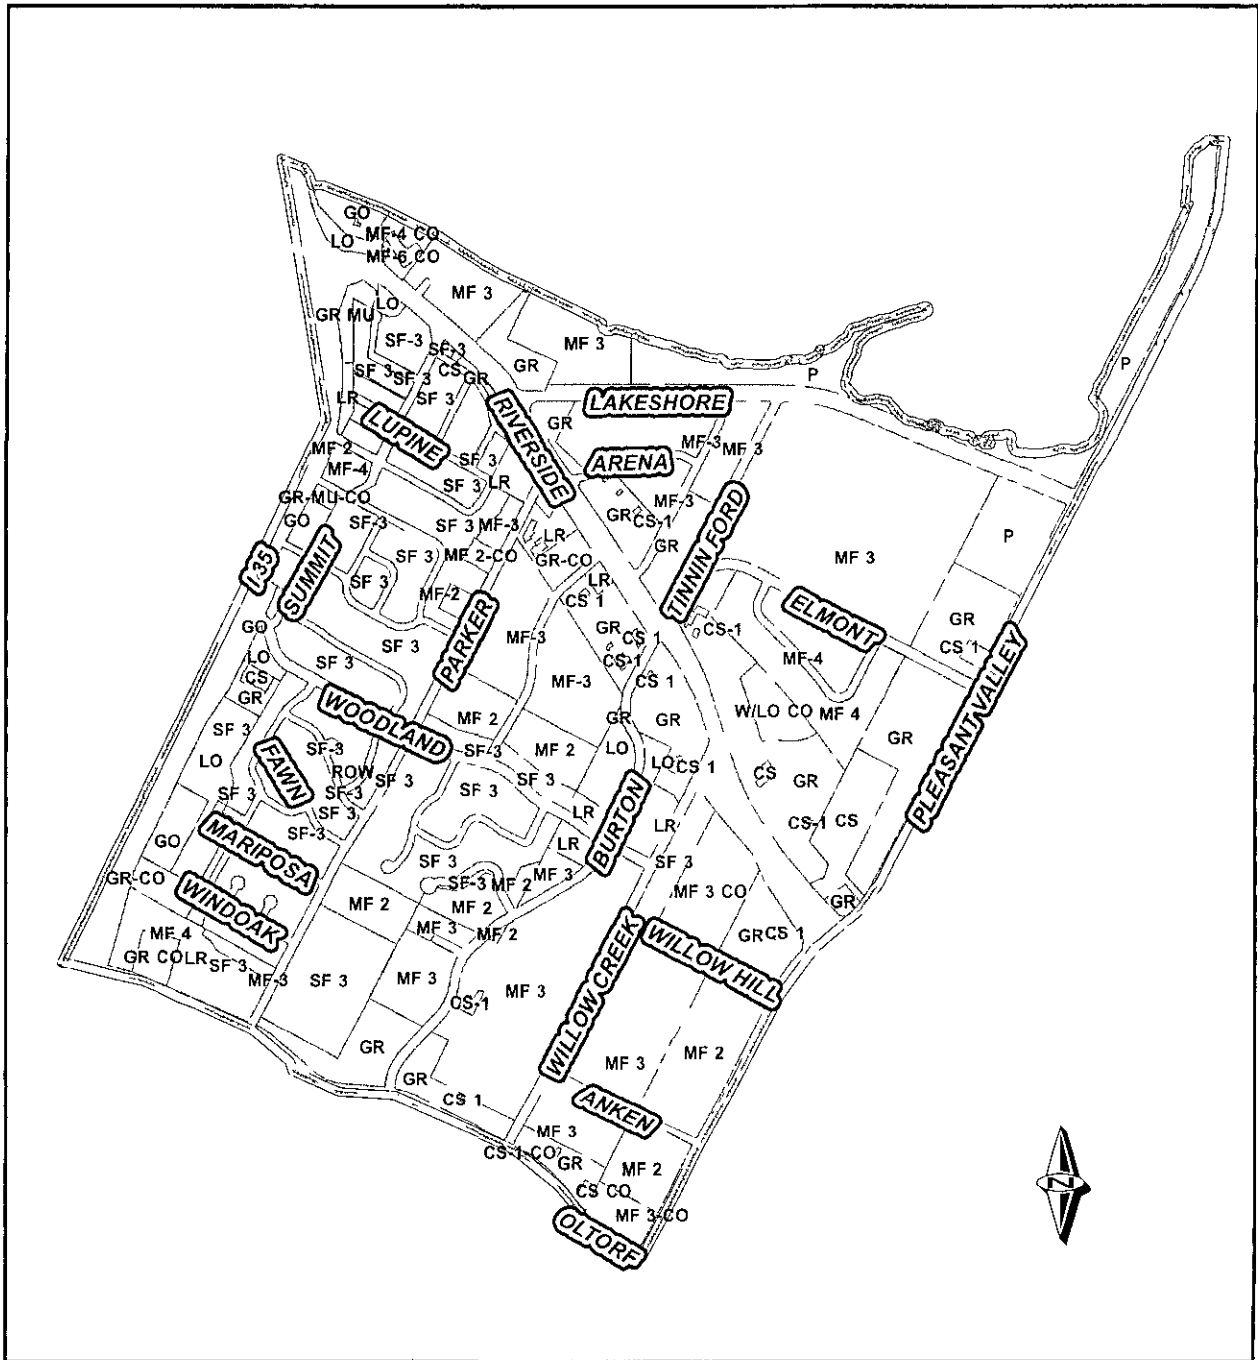 GO
MF-4 CO
LO
MF-6 CO
MF 3
LO
GR MU
SF-3
MF 3
SF-3
P
P
CS
GR
GR
SF 3
SF 3
SF 3
LR
LAKESHORE
RIVERSIDE
GR
LUPINE
MF 2
MF-3
MF 3
SF 3
ARENA
MF-4
SF 3
LR
GR-MU-CO
MF-3
GO
SF-3
SF 3
MF-3
GR
CS-1
TINNIN FORD
LR
P
SF 3
MF 2-CO
GR-CO
GR
MF 3
I-35
SUMMIT
SF 3
MF-2
LR
CS 1
ELMONT
GR
GO
PARKER
MF-3
GR
CS 1
CS-1
CS 1
SF 3
LO
SF 3
CS-1
MF-4
PLEASANT VALLEY
CS
MF-3
CS 1
GR
WOODLAND
MF 2
GR
GR
W/LO CO
MF 4
SF 3
SF-3
SF-3
MF 2
LO
GR
LO
FAWN
ROW
SF 3
SF 3
LO
CS 1
CS
GR
SF 3
SF-3
SF 3
SF 3
LR
BURTON
LR
CS-1
CS
SF-3
MARIPOSA
GO
LR
SF 3
SF 3
MF 3
GR-CO
WINDOAK
SF-3
MF 2
MF 3 CO
GR
MF 2
MF 2
MF 3
MF 2
WILLOW CREEK
WILLOW HILL
GR
CS 1
MF 4
GR CO
LR
SF 3
MF-3
SF 3
MF 3
MF 3
CS-1
GR
MF 3
MF 2
GR
CS 1
ANKEN
MF 3
CS-1-CO
GR
MF 2
CS CO
MF 3-CO
OLTORF
N